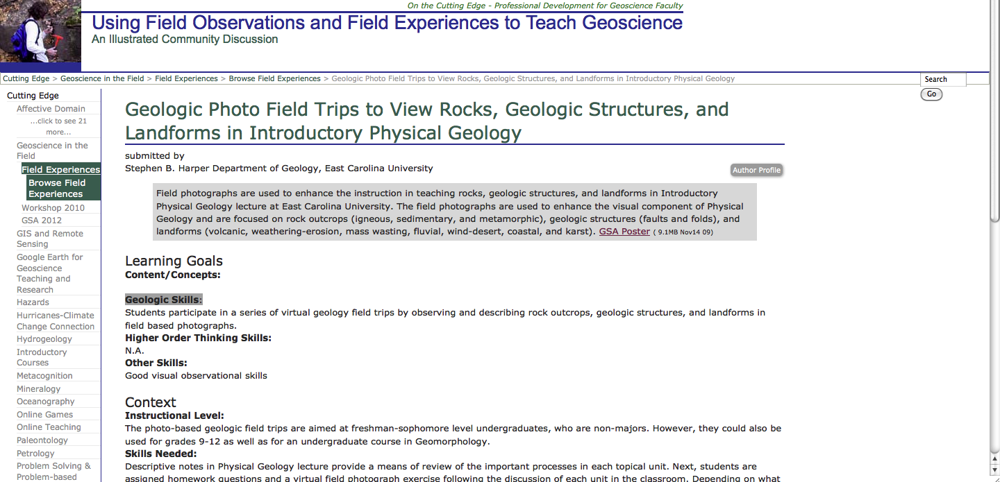 On the Cutting Edge - Professional Development for Geoscience Faculty
Using Field Observations and Field Experiences to Teach Geoscience
An Illustrated Community Discussion
Cutting Edge > Geoscience in the Field > Field Experiences > Browse Field Experiences > Geologic Photo Field Trips to View Rocks, Geologic Structures, and Landforms in Introductory Physical Geology
Search
Go
Cutting Edge
Affective Domain
...click to see 21
more...
Geoscience in the
Field
Field Experiences
Browse Field
Experiences
Workshop 2010
GSA 2012
GIS and Remote
Sensing
Google Earth for
Geoscience
Teaching and
Research
Hazards
Hurricanes-Climate
Change Connection
Hydrogeology
Introductory
Courses
Metacognition
Mineralogy
Oceanography
Online Games
Online Teaching
Paleontology
Petrology
Problem Solving &
Problem-based
Geologic Photo Field Trips to View Rocks, Geologic Structures, and
Landforms in Introductory Physical Geology
submitted by
Stephen B. Harper Department of Geology, East Carolina University
Author Profile
Field photographs are used to enhance the instruction in teaching rocks, geologic structures, and landforms in Introductory
Physical Geology lecture at East Carolina University. The field photographs are used to enhance the visual component of Physical
Geology and are focused on rock outcrops (igneous, sedimentary, and metamorphic), geologic structures (faults and folds), and
landforms (volcanic, weathering-erosion, mass wasting, fluvial, wind-desert, coastal, and karst). GSA Poster ( 9.1MB Nov14 09)
Learning Goals
Content/Concepts:
Geologic Skills:
Students participate in a series of virtual geology field trips by observing and describing rock outcrops, geologic structures, and landforms in
field based photographs.
Higher Order Thinking Skills:
N.A.
Other Skills:
Good visual observational skills
Context
Instructional Level:
The photo-based geologic field trips are aimed at freshman-sophomore level undergraduates, who are non-majors. However, they could also be
used for grades 9-12 as well as for an undergraduate course in Geomorphology.
Skills Needed:
Descriptive notes in Physical Geology lecture provide a means of review of the important processes in each topical unit. Next, students are
assigned homework questions and a virtual field photograph exercise following the discussion of each unit in the classroom. Depending on what